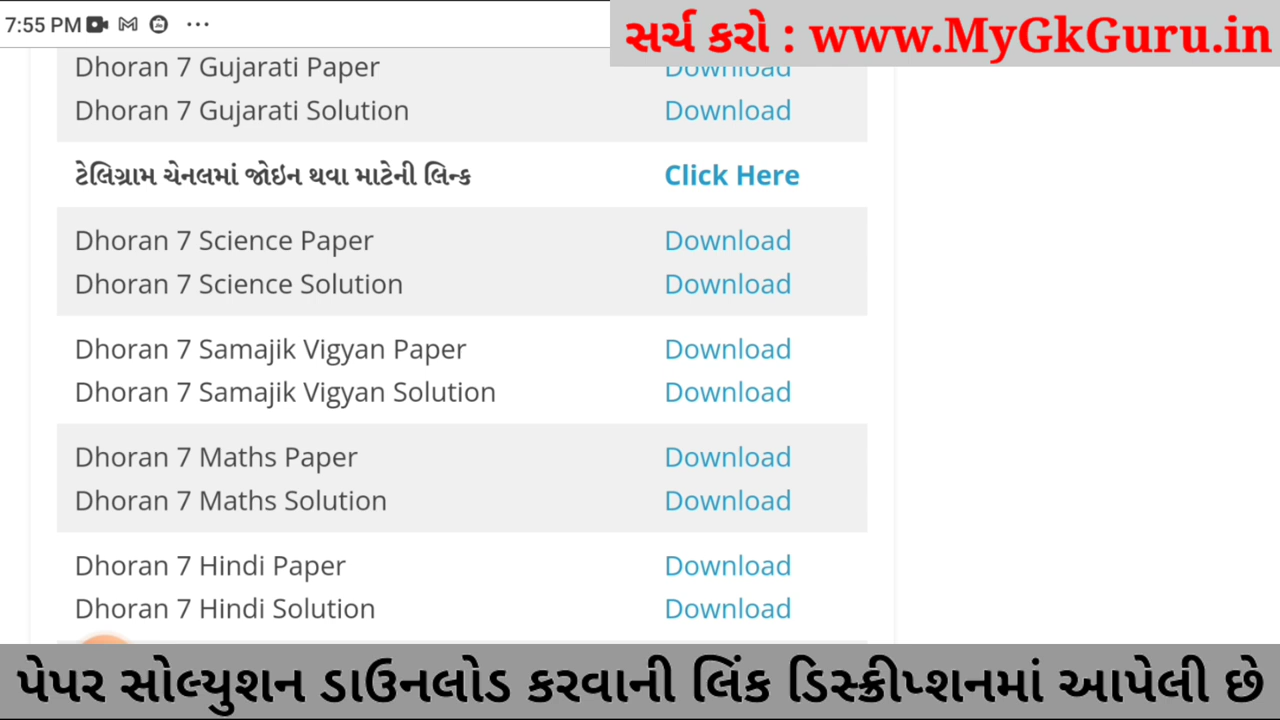 7:55 PM
સર્ચ કરો : www.MyGkGuru.in
Dhoran 7 Gujarati Paper Download
Dhoran 7 Gujarati Solution Download
ટેલિગ્રામ ચેનલમાં જોઇન થવા માટેની લિન્ક Click Here
Dhoran 7 Science Paper Download
Dhoran 7 Science Solution Download
Dhoran 7 Samajik Vigyan Paper Download
Dhoran 7 Samajik Vigyan Solution Download
Dhoran 7 Maths Paper Download
Dhoran 7 Maths Solution Download
Dhoran 7 Hindi Paper Download
Dhoran 7 Hindi Solution Download
પેપર સોલ્યુશન ડાઉનલોડ કરવાની લિંક ડિસ્ક્રીપ્શનમાં આપેલી છે